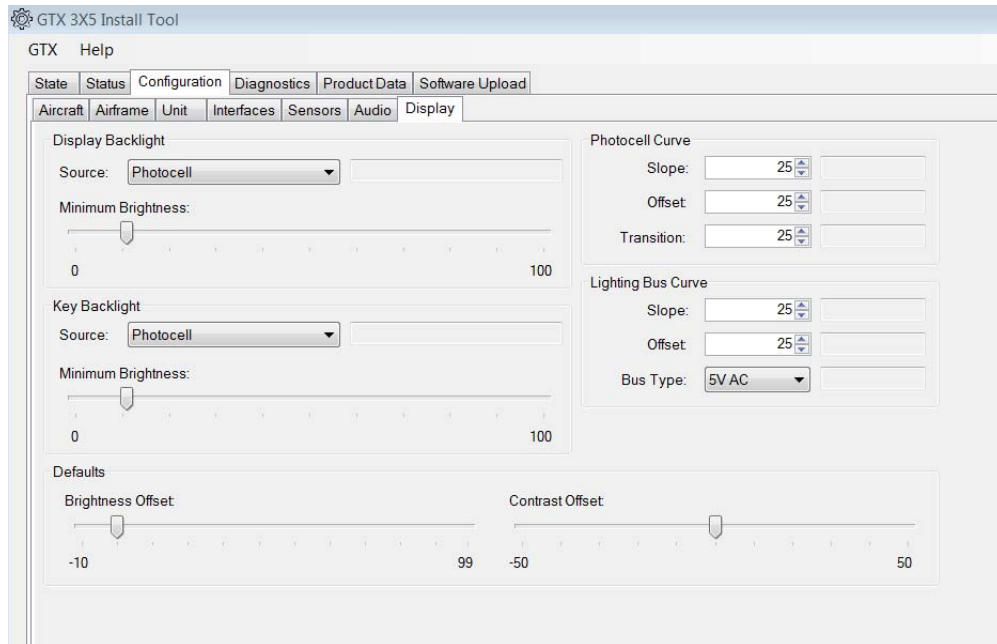 GTX 3X5 Install Tool
GTX Help
State Status Configuration Diagnostics Product Data Software Upload
Aircraft Airframe Unit Interfaces Sensors Audio Display
Display Backlight
Source: Photocell
Minimum Brightness:
0 100
Key Backlight
Source: Photocell
Minimum Brightness:
0 100
Photocell Curve
Slope: 25
Offset: 25
Transition: 25
Lighting Bus Curve
Slope: 25
Offset: 25
Bus Type: 5V AC
Defaults
Brightness Offset:
-10 99
Contrast Offset:
-50 50